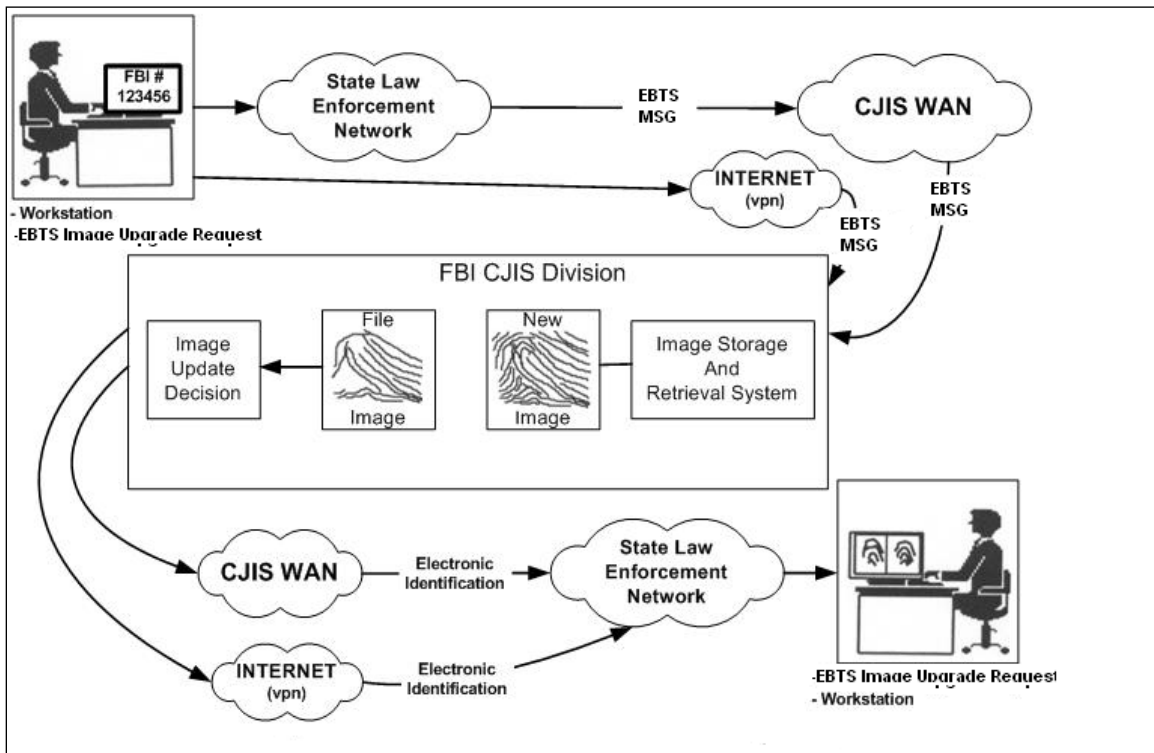 FBI #
123456
State Law
Enforcement
Network
EBTS
MSG
CJIS WAN
INTERNET
(vpn)
EBTS
MSG
EBTS
MSG
- Workstation
-EBTS Image Upgrade Request
FBI CJIS Division
Image
Update
Decision
File
Image
New
Image
Image Storage
And
Retrieval System
CJIS WAN
Electronic
Identification
State Law
Enforcement
Network
INTERNET
(vpn)
Electronic
Identification
-EBTS Image Upgrade Request
- Workstation